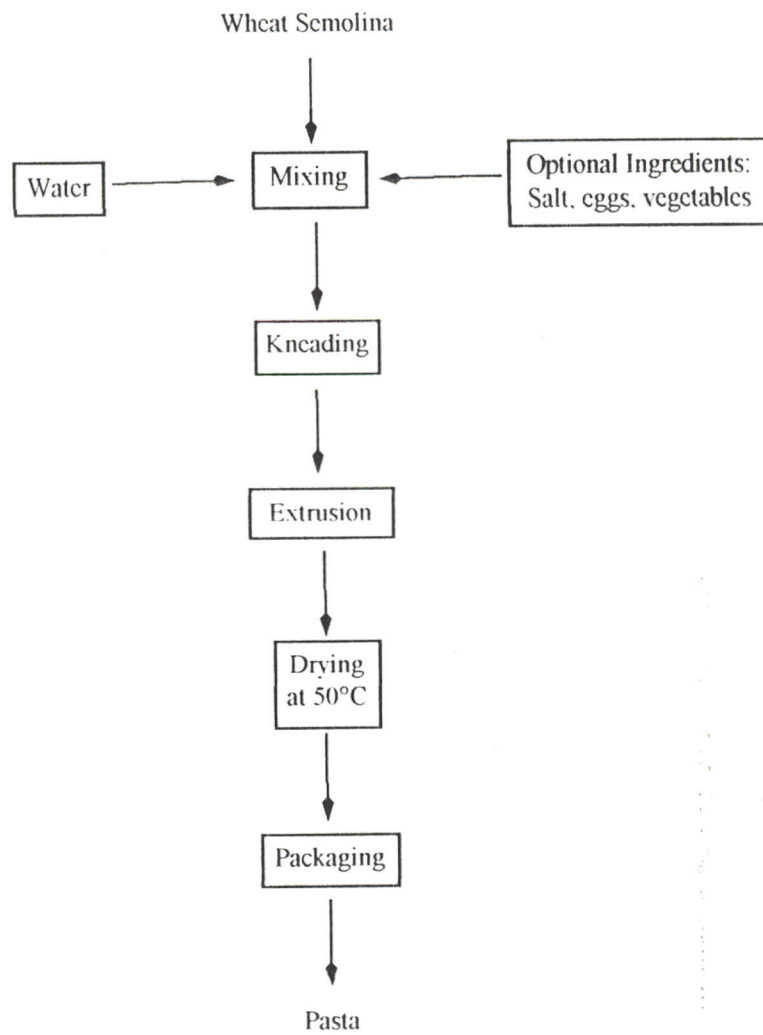 Wheat Semolina
Water
Mixing
Optional Ingredients:
Salt, eggs, vegetables
Kneading
Extrusion
Drying
at 50°C
Packaging
Pasta